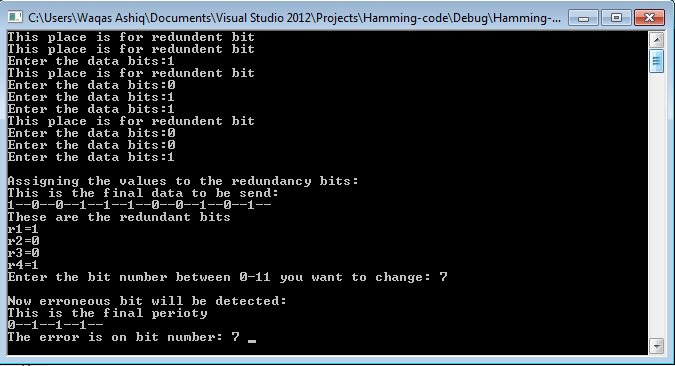 C:\Users\Waqas Ashiq\Documents\Visual Studio 2012\Projects\Hamming-code\Debug\Hamming-...
This place is for redundent bit
This place is for redundent bit
Enter the data bits:1
This place is for redundent bit
Enter the data bits:0
Enter the data bits:1
Enter the data bits:1
This place is for redundent bit
Enter the data bits:0
Enter the data bits:0
Enter the data bits:1
Assigning the values to the redundancy bits:
This is the final data to be send:
1--0--0--1--1--1--0--0--1--0--1--
These are the redundant bits
r1=1
r2=0
r3=0
r4=1
Enter the bit number between 0-11 you want to change: 7
Now erroneous bit will be detected:
This is the final perioty
0--1--1--1--
The error is on bit number: 7 _